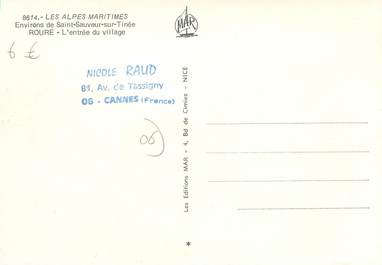 8614.- LES ALPES MARITIMES
Environs de Saint-Sauveur-sur-Tinée
ROURE - L'entrée du village
MAR
6 €
NICOLE RAUD
81, Av. de Tassigny
06 - CANNES (France)
06)
Les Editions MAR - 4, Bd de Cimiez - NICE
*